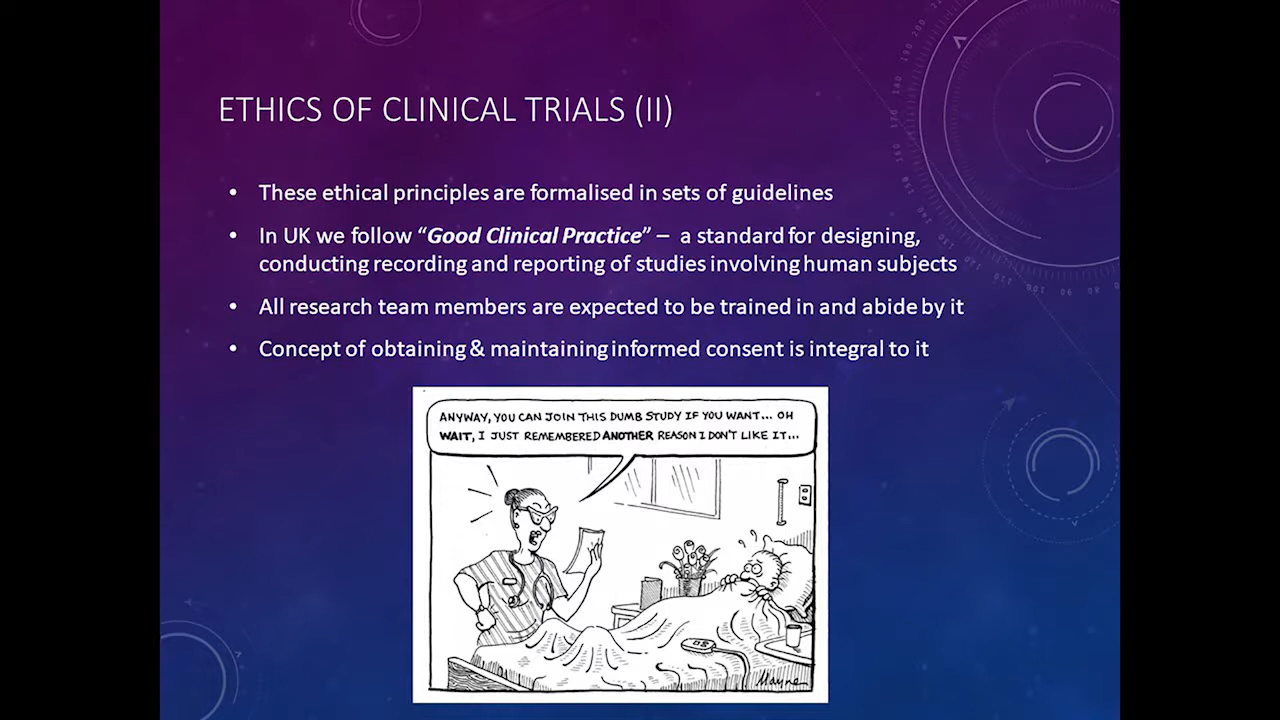 ETHICS OF CLINICAL TRIALS (II)
• These ethical principles are formalised in sets of guidelines
• In UK we follow “Good Clinical Practice” – a standard for designing,
conducting recording and reporting of studies involving human subjects
• All research team members are expected to be trained in and abide by it
• Concept of obtaining & maintaining informed consent is integral to it
ANYWAY, YOU CAN JOIN THIS DUMB STUDY IF YOU WANT... OH
WAIT, I JUST REMEMBERED ANOTHER REASON I DON'T LIKE IT...
Mayne